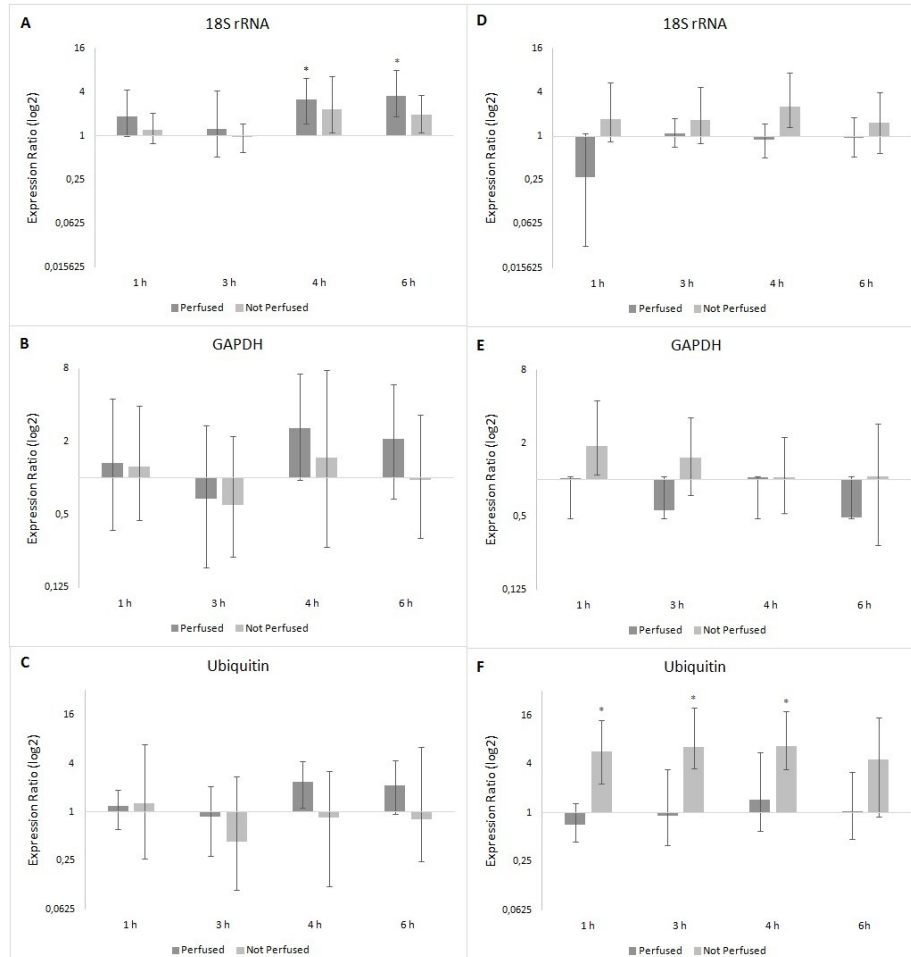 A
18S rRNA
Expression Ratio (log2)
16
4
1
0,25
0,0625
0,015625
*
*
1 h
3 h
4 h
6 h
Perfused Not Perfused
D
18S rRNA
Expression Ratio (log2)
16
4
1
0,25
0,0625
0,015625
1 h
3 h
4 h
6 h
Perfused Not Perfused
B
GAPDH
Expression Ratio (log2)
8
2
0,5
0,125
1 h
3 h
4 h
6 h
Perfused Not Perfused
E
GAPDH
Expression Ratio (log2)
8
2
0,5
0,125
1 h
3 h
4 h
6 h
Perfused Not Perfused
C
Ubiquitin
Expression Ratio (log2)
16
4
1
0,25
0,0625
1 h
3 h
4 h
6 h
Perfused Not Perfused
F
Ubiquitin
Expression Ratio (log2)
16
4
1
0,25
0,0625
*
*
*
1 h
3 h
4 h
6 h
Perfused Not Perfused